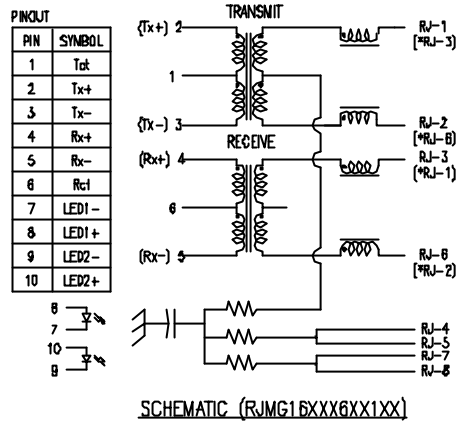 PINOUT
PIN SYMBOL
1 Tct
2 Tx+
3 Tx-
4 Rx+
5 Rx-
6 Rct
7 LED1-
8 LED1+
9 LED2-
10 LED2+
TRANSMIT
(Tx+) 2
1
(Tx-) 3
RECEIVE
(Rx+) 4
6
(Rx-) 5
RJ-1
(*RJ-3)
RJ-2
(*RJ-6)
RJ-3
(*RJ-1)
RJ-6
(*RJ-2)
8
7
10
9
RJ-4
RJ-5
RJ-7
RJ-8
SCHEMATIC (RJMG16XXX6XX1XX)